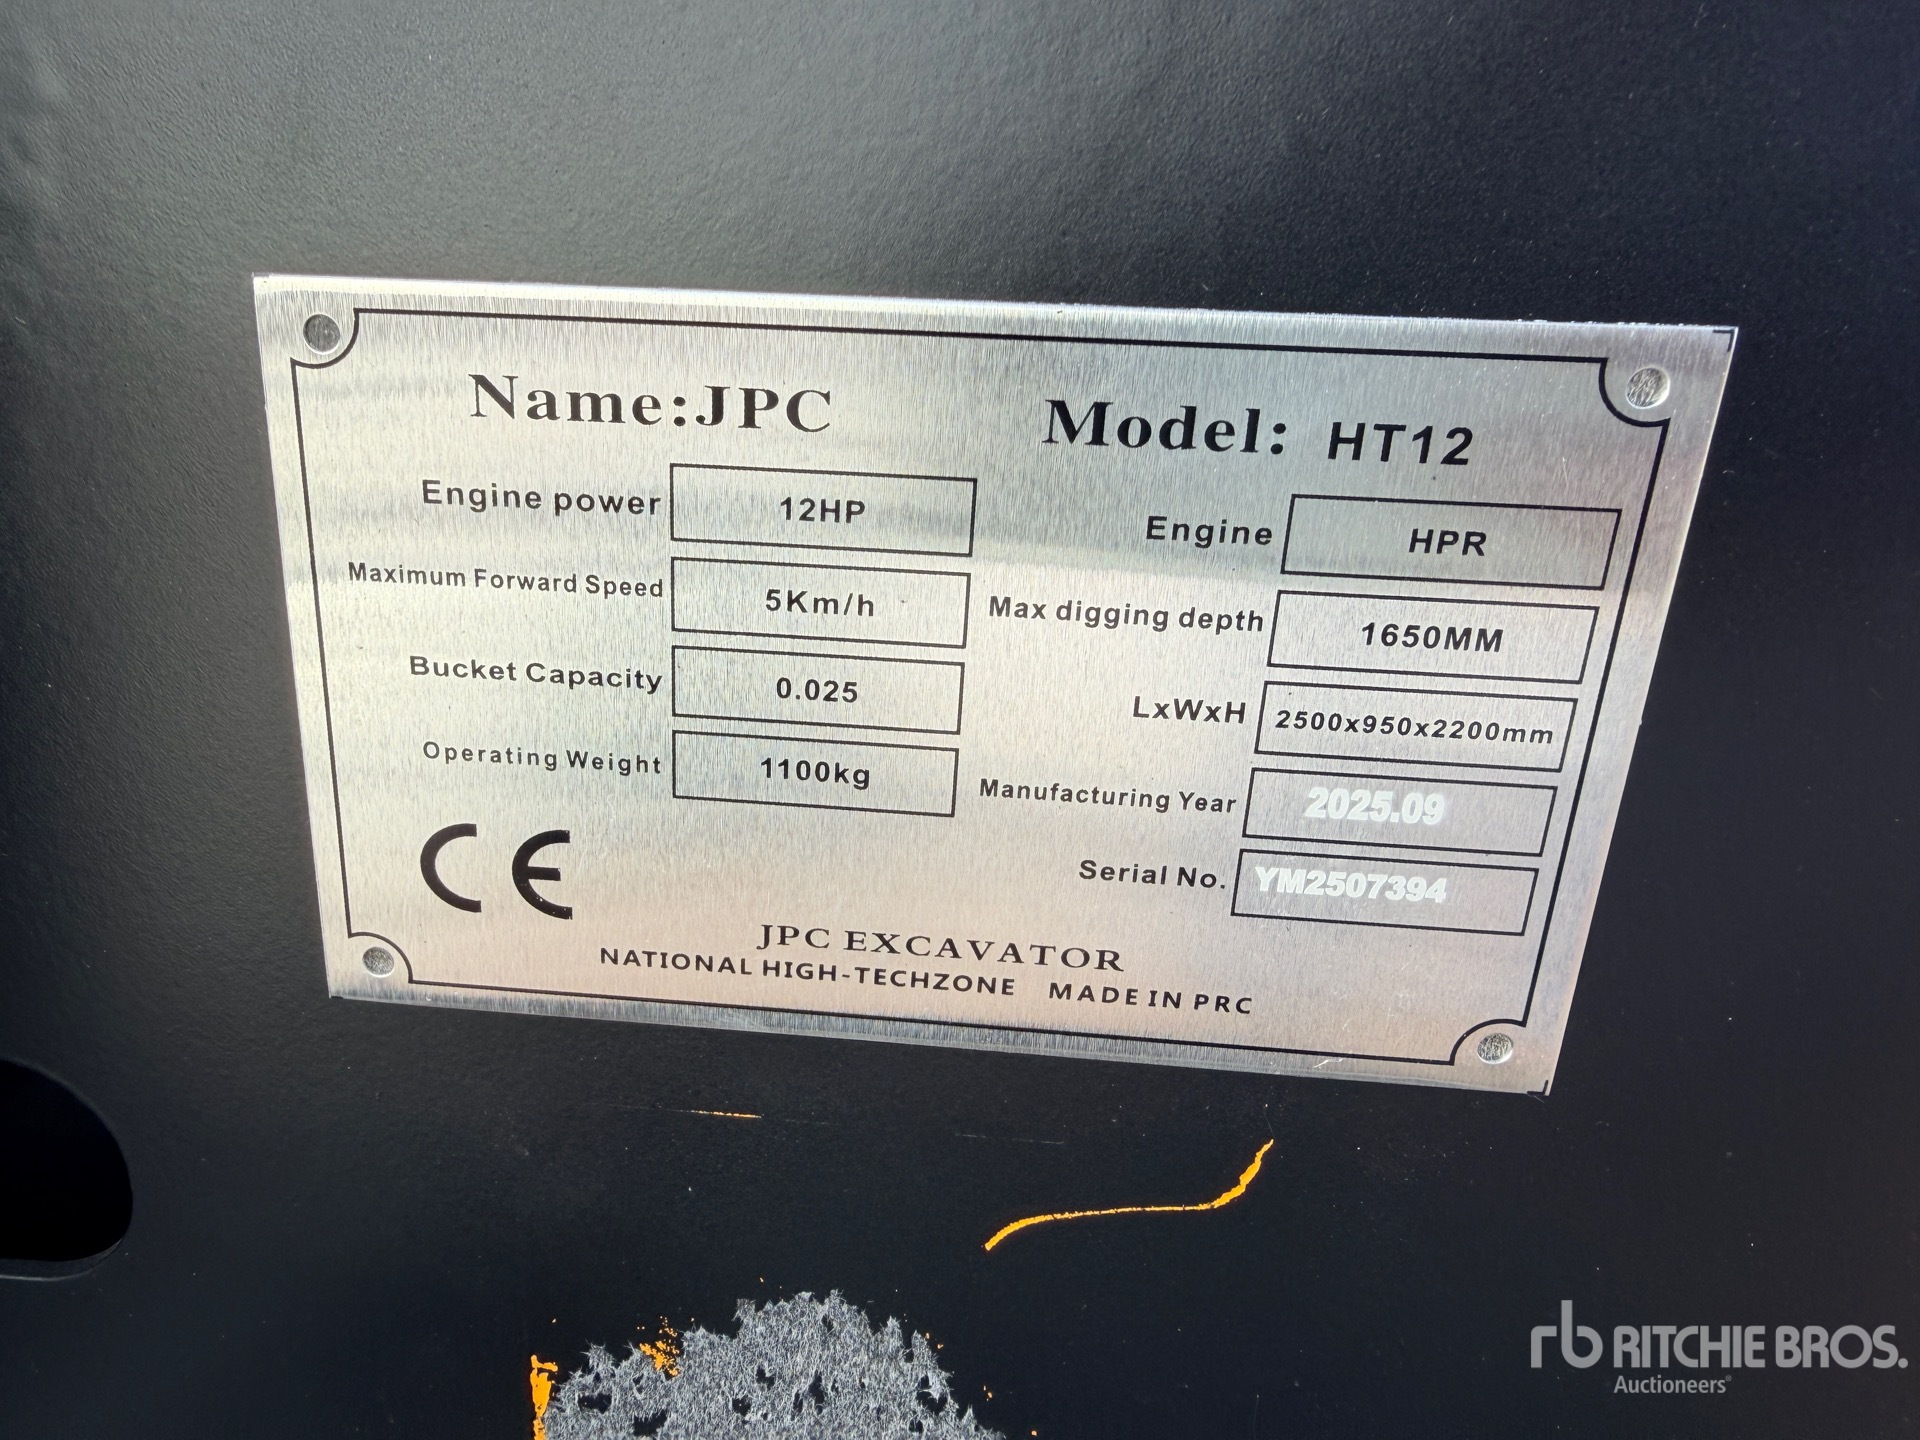 Name:JPC Model: HT12
Engine power 12HP Engine HPR
Maximum Forward Speed 5Km/h Max digging depth 1650MM
Bucket Capacity 0.025 LxWxH 2500x950x2200mm
Operating Weight 1100kg Manufacturing Year 2025.09
CE Serial No. YM2507394
JPC EXCAVATOR
NATIONAL HIGH-TECHZONE MADE IN PRC
rb RITCHIE BROS.
Auctioneers®